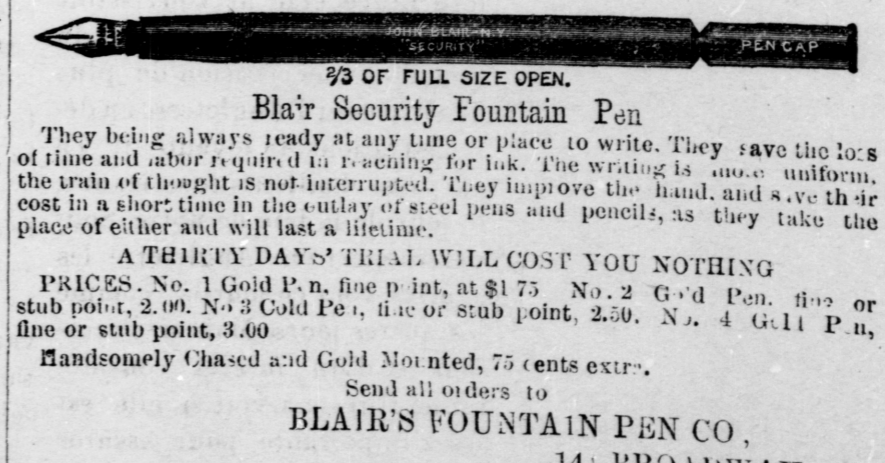 JOHN BLAIR N.Y.
"SECURITY"
PEN CAP
2/3 OF FULL SIZE OPEN.
Blair Security Fountain Pen
They being always ready at any time or place to write. They save the loss
of time and labor required in reaching for ink. The writing is more uniform,
the train of thought is not interrupted. They improve the hand, and save their
cost in a short time in the outlay of steel pens and pencils, as they take the
place of either and will last a lifetime.
A THIRTY DAYS' TRIAL WILL COST YOU NOTHING
PRICES. No. 1 Gold Pen, fine point, at $1 75 No. 2 Gold Pen. fine or
stub point, 2.00. No 3 Gold Pen, fine or stub point, 2.50. No. 4 Gold Pen,
fine or stub point, 3.00
Handsomely Chased and Gold Mounted, 75 cents extra.
Send all orders to
BLAIR'S FOUNTAIN PEN CO,
BROADWAY